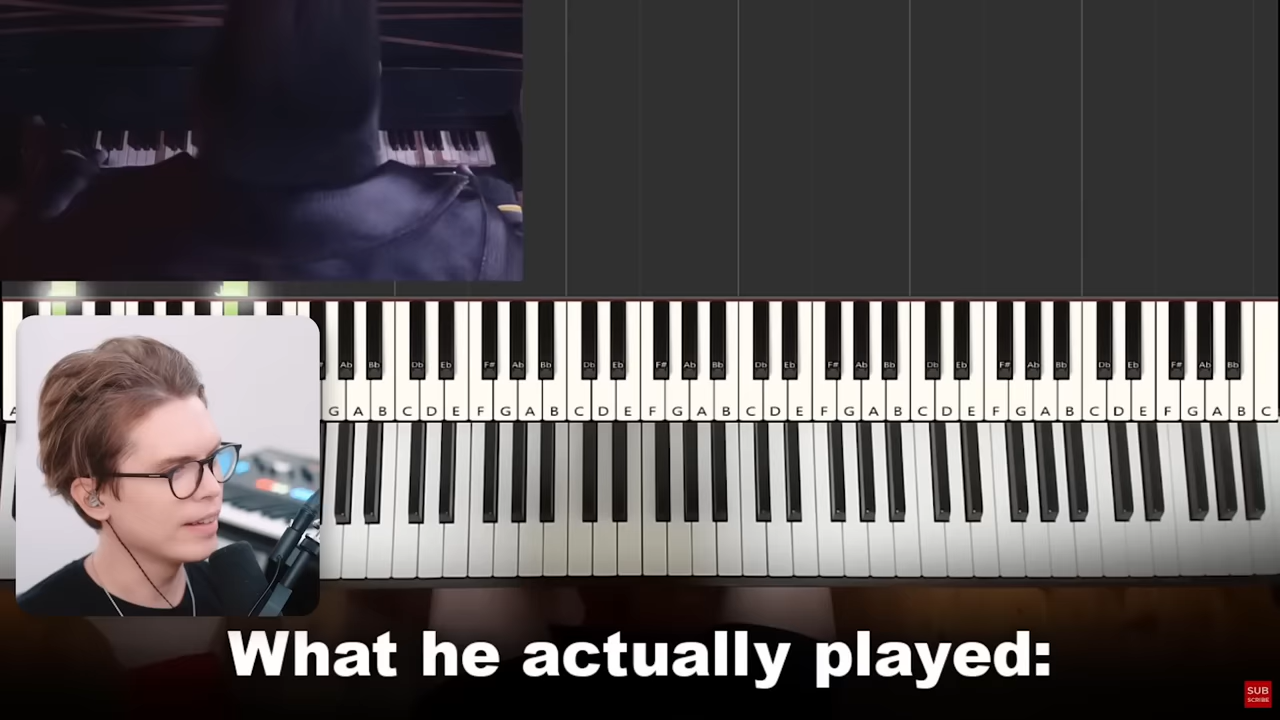 Ab Bb Db Eb F# Ab Bb Db Eb F# Ab Bb Db Eb F# Ab Bb Db Eb F# Ab Bb Db Eb F# Ab Bb
A G A B C D E F G A B C D E F G A B C D E F G A B C D E F G A B C D E F G A B C
What he actually played:
SUB
SCRIBE